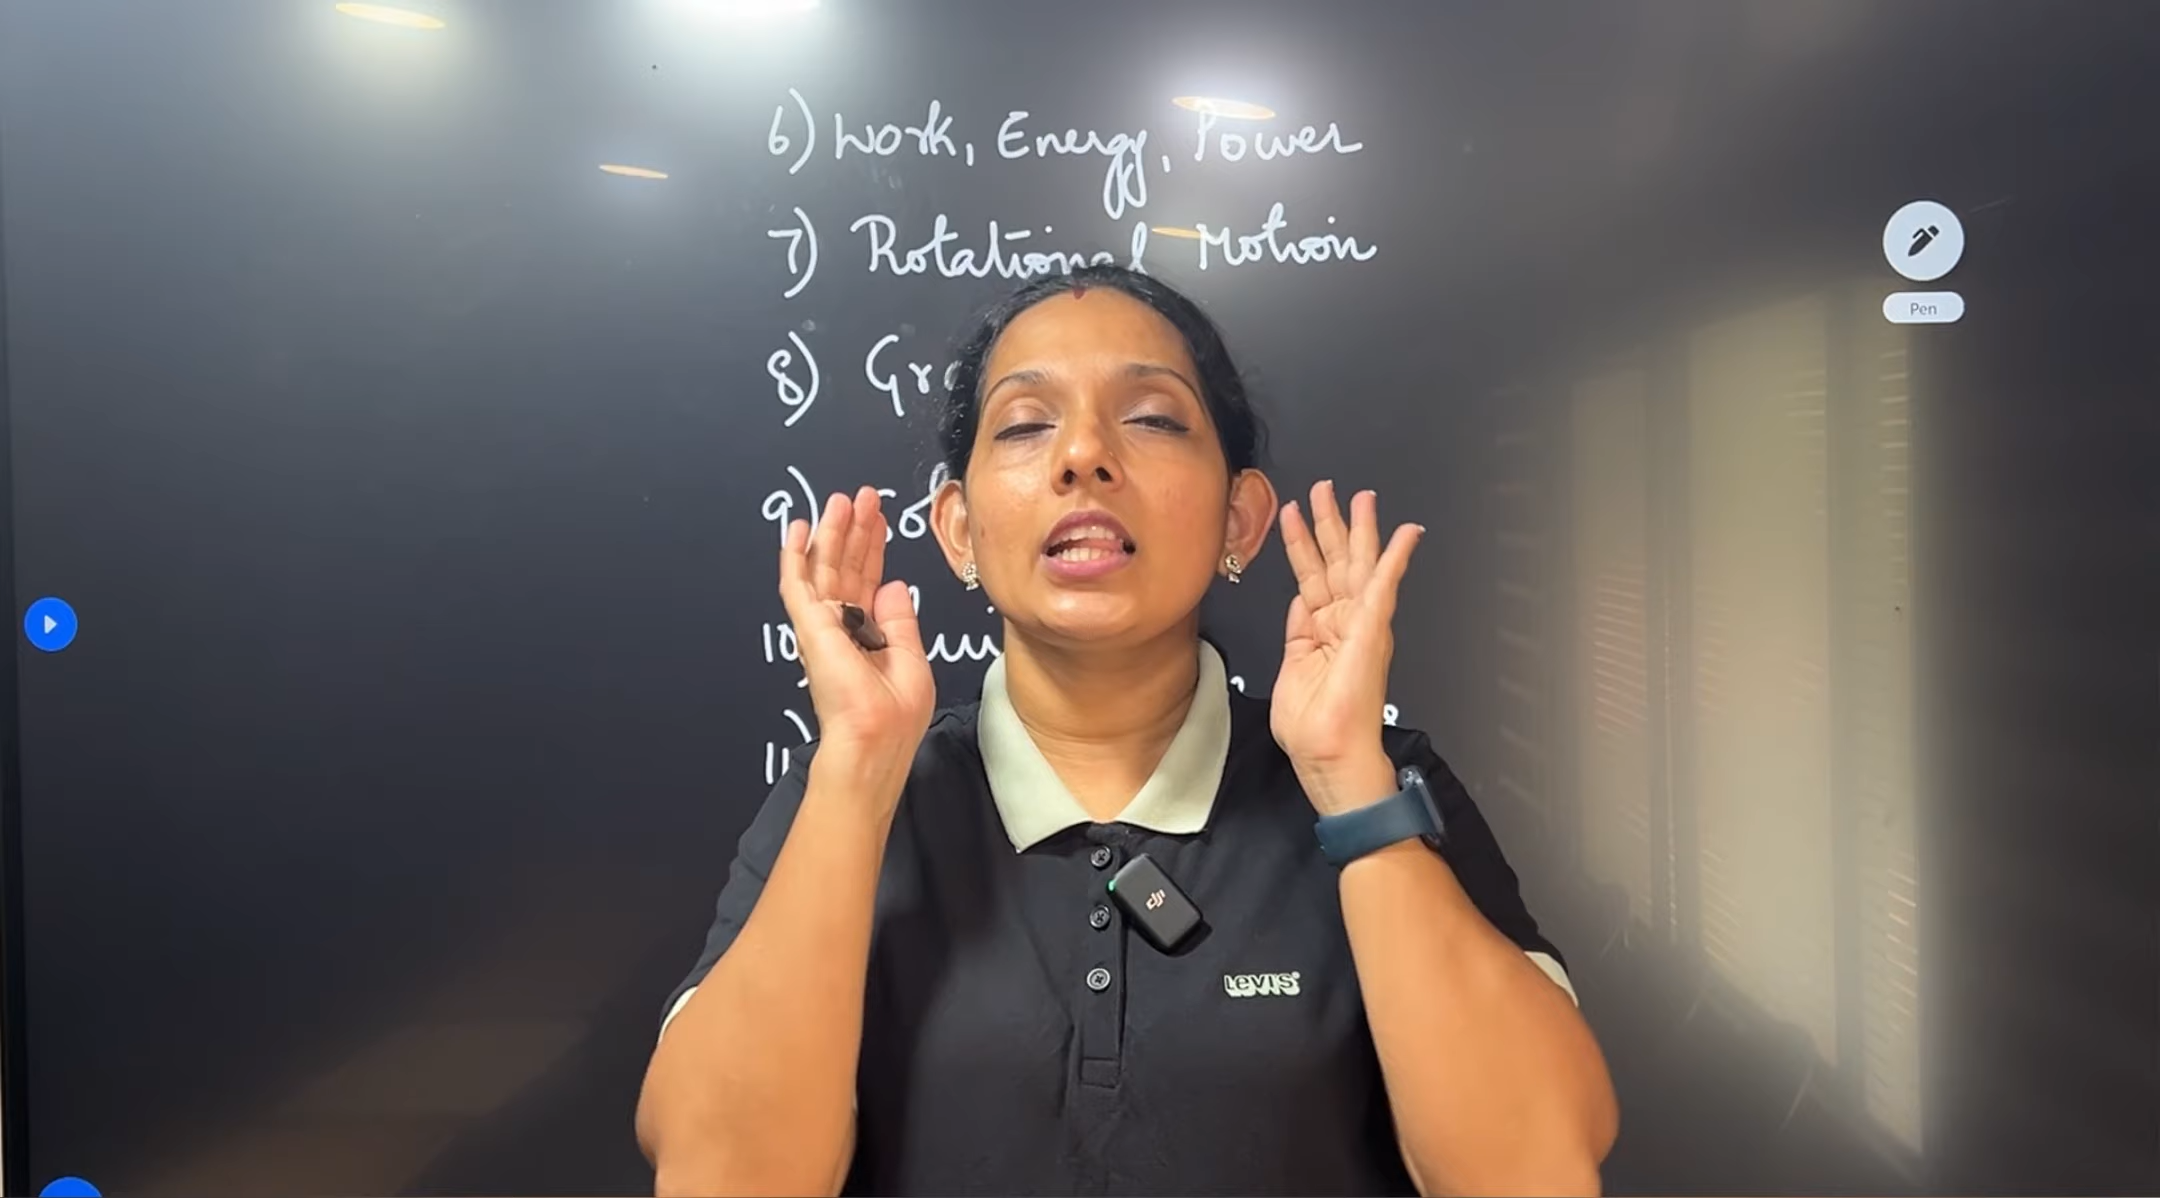 6) Work, Energy, Power
7) Rotational Motion
8)
9)
10)
11)
Pen
Levi's